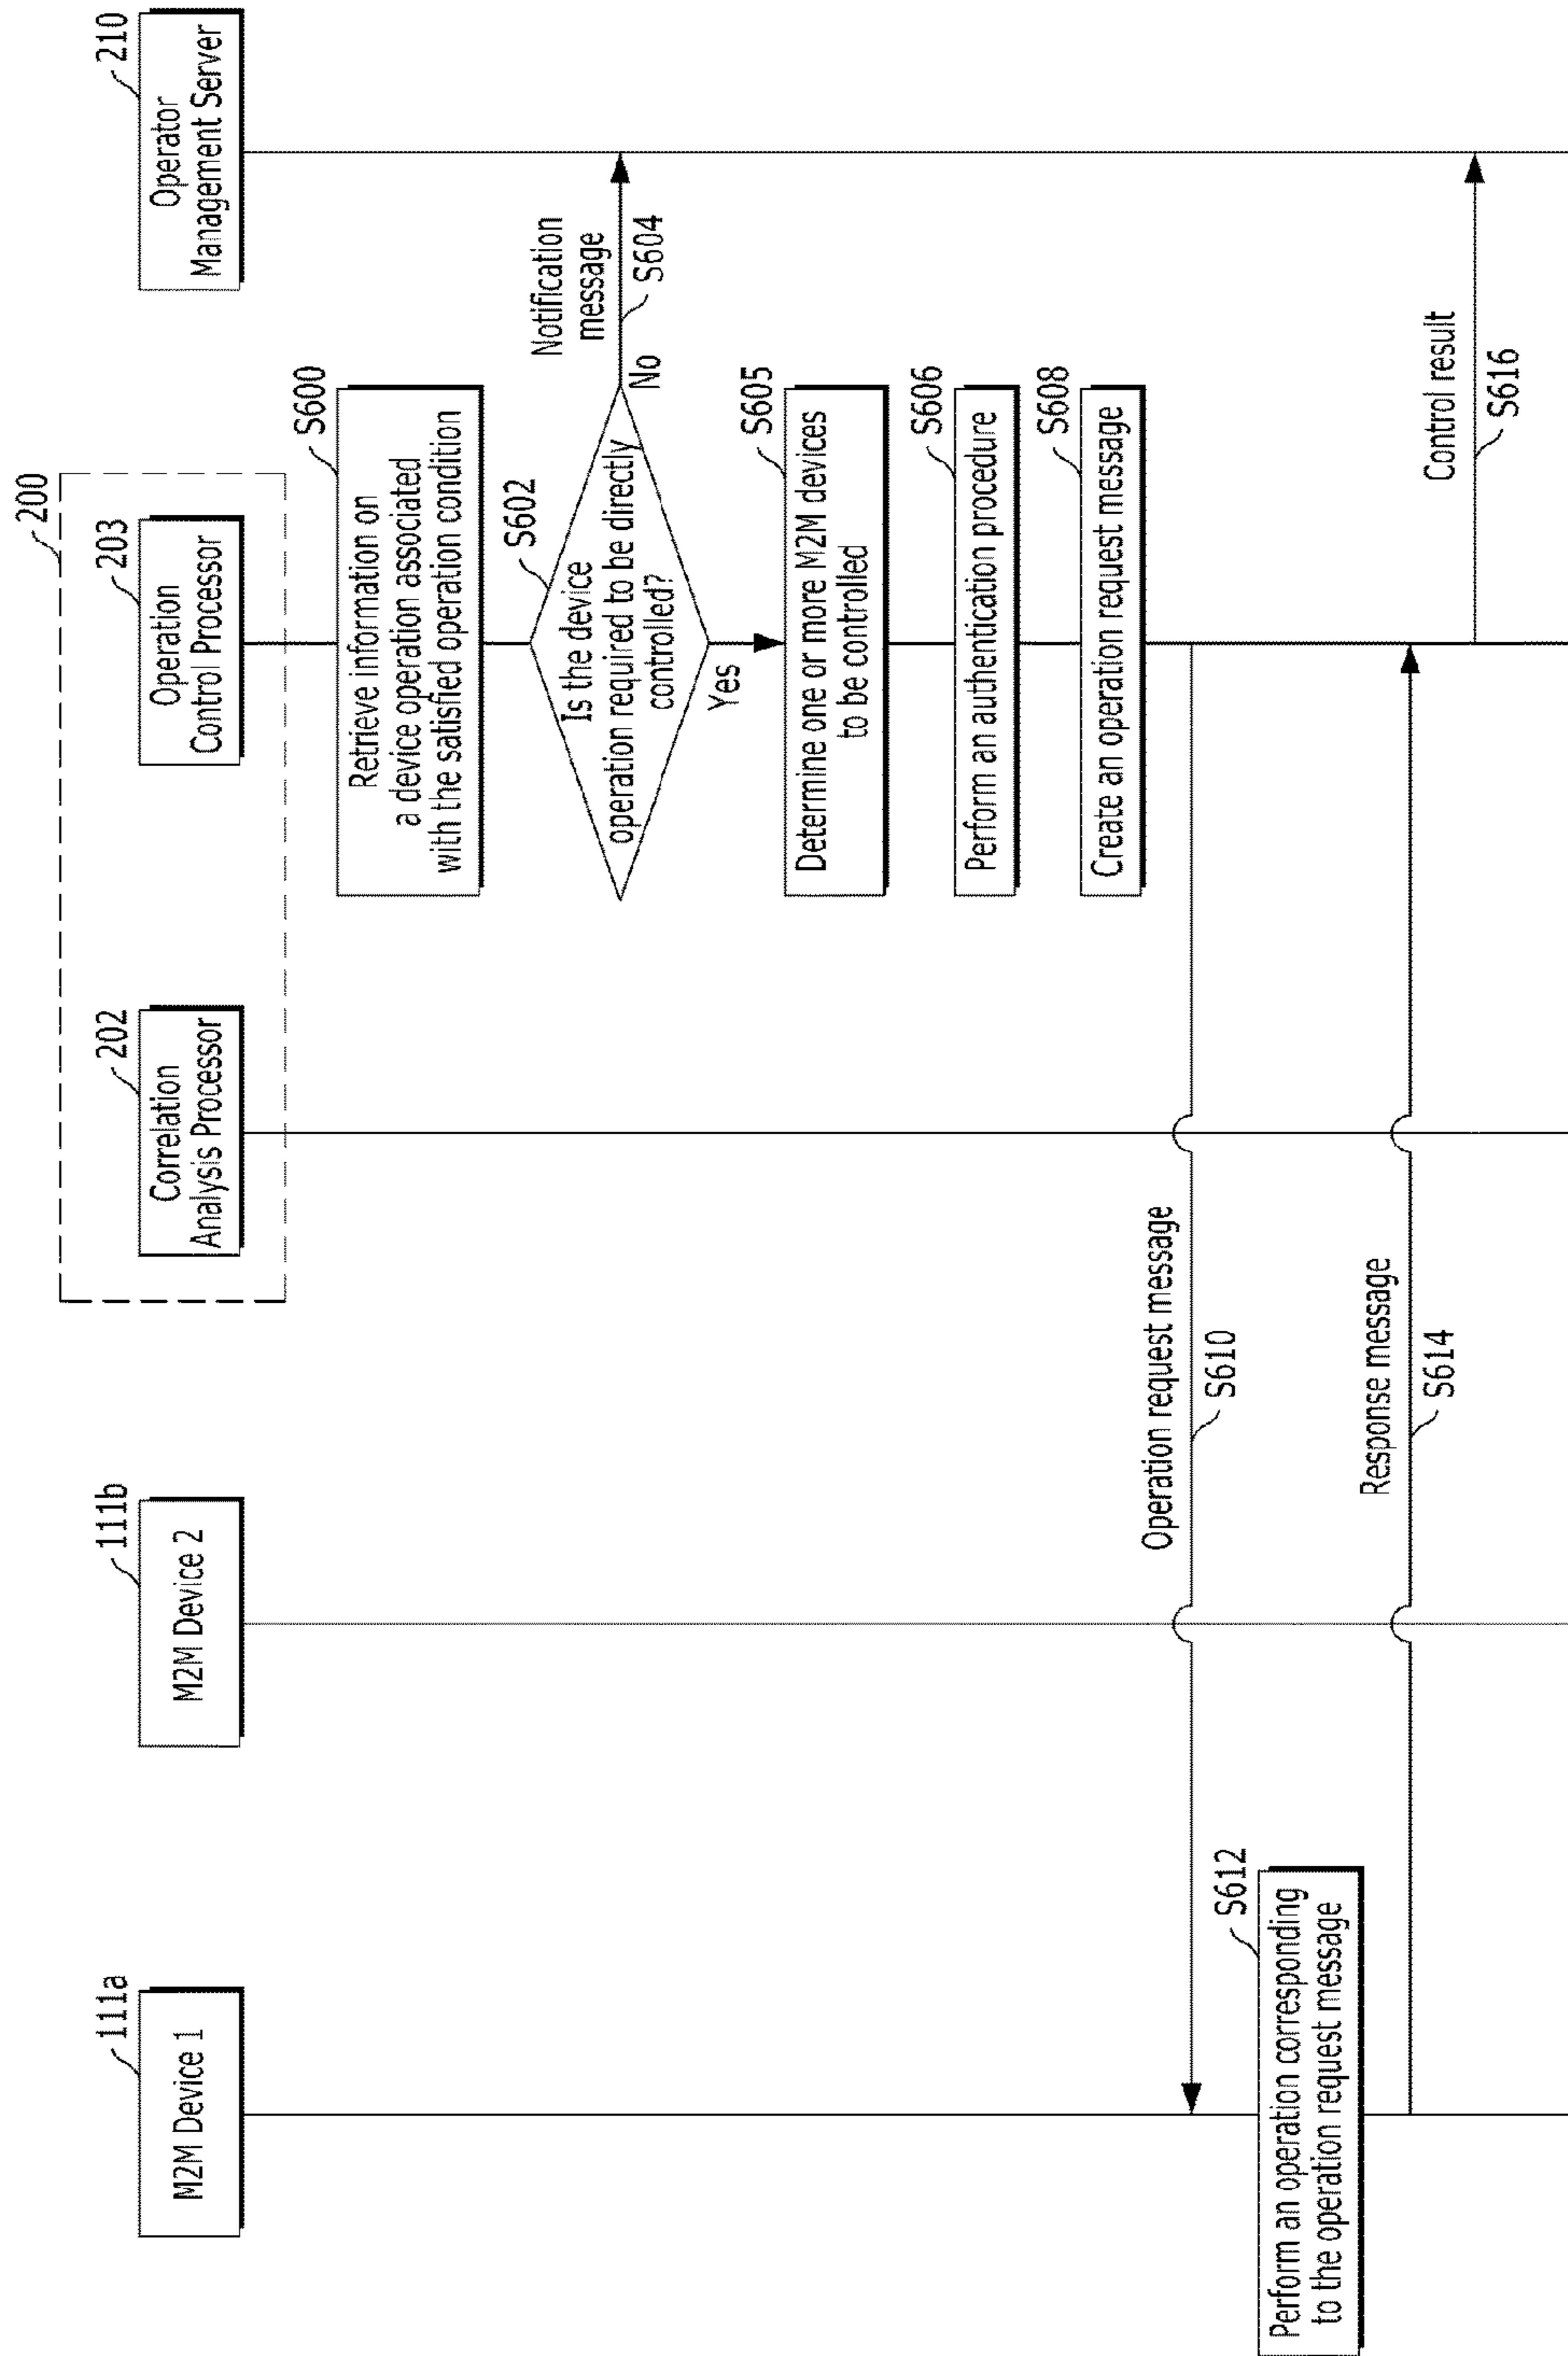 200
111a
M2M Device 1
111b
M2M Device 2
202
Correlation
Analysis Processor
203
Operation
Control Processor
210
Operator
Management Server
S600
Retrieve information on
a device operation associated
with the satisfied operation condition
S602
Is the device
operation required to be directly
controlled?
No
Yes
Notification
message
S604
S605
Determine one or more M2M devices
to be controlled
S606
Perform an authentication procedure
S608
Create an operation request message
Operation request message
S610
S612
Perform an operation corresponding
to the operation request message
Response message
S614
Control result
S616